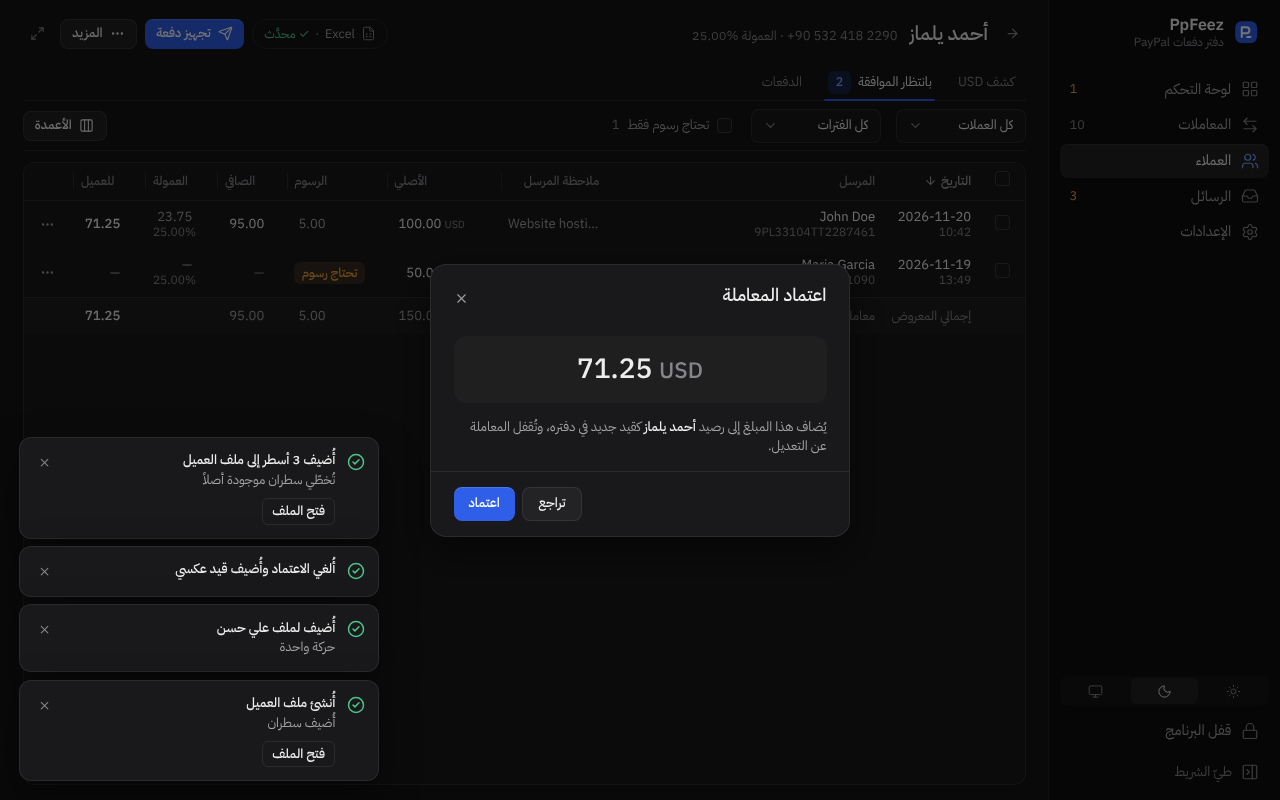 PpFeez
دفتر دفعات PayPal
لوحة التحكم 1
المعاملات 10
العملاء
الرسائل 3
الإعدادات
قفل البرنامج
طيّ الشريط
أحمد يلماز +90 532 418 2290 · العمولة 25.00%
Excel · محدَّث
تجهيز دفعة
المزيد
كشف USD
بانتظار الموافقة 2
الدفعات
كل العملات
كل الفترات
تحتاج رسوم فقط 1
الأعمدة
التاريخ المرسل ملاحظة المرسل الأصلي الرسوم الصافي العمولة للعميل
2026-11-20 John Doe Website hosti... 100.00 USD 5.00 95.00 23.75 71.25
10:42 9PL33104TT2287461 25.00%
2026-11-19 Maria Garcia تحتاج رسوم — — —
13:49 25.00%
إجمالي المعروض 5.00 95.00 71.25
اعتماد المعاملة
71.25 USD
يُضاف هذا المبلغ إلى رصيد أحمد يلماز كقيد جديد في دفتره، وتُقفل المعاملة
عن التعديل.
تراجع
اعتماد
أُضيف 3 أسطر إلى ملف العميل
تُخطّي سطران موجودة أصلاً
فتح الملف
أُلغي الاعتماد وأُضيف قيد عكسي
أُضيف لملف علي حسن
حركة واحدة
أُنشئ ملف العميل
أُضيف سطران
فتح الملف